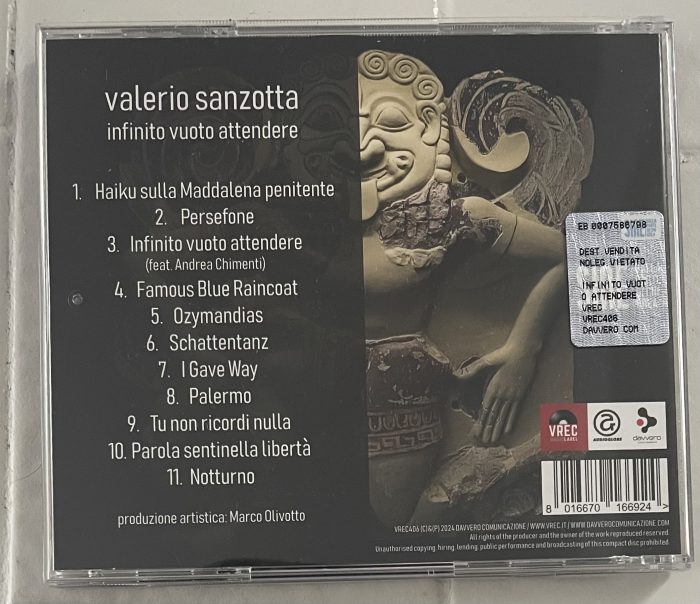 valerio sanzotta
infinito vuoto attendere
1. Haiku sulla Maddalena penitente
2. Persefone
3. Infinito vuoto attendere
(feat. Andrea Chimenti)
4. Famous Blue Raincoat
5. Ozymandias
6. Schattentanz
7. I Gave Way
8. Palermo
9. Tu non ricordi nulla
10. Parola sentinella libertà
11. Notturno
produzione artistica: Marco Olivotto
EB 0007586798
DEST.VENDITA
NOLEG.VIETATO
INFINITO VUOT
O ATTENDERE
VREC
VREC406
DAVVERO COM
VREC
AUDIOGLOBE
davvero
8 016670 166924 >
VREC406 (C)&(P) 2024 DAVVERO COMUNICAZIONE / WWW.VREC.IT / WWW.DAVVEROCOMUNICAZIONE.COM
All rights of the producer and the owner of the work reproduced reserved.
Unauthorised copying, hiring, lending, public performance and broadcasting of this compact disc prohibited.